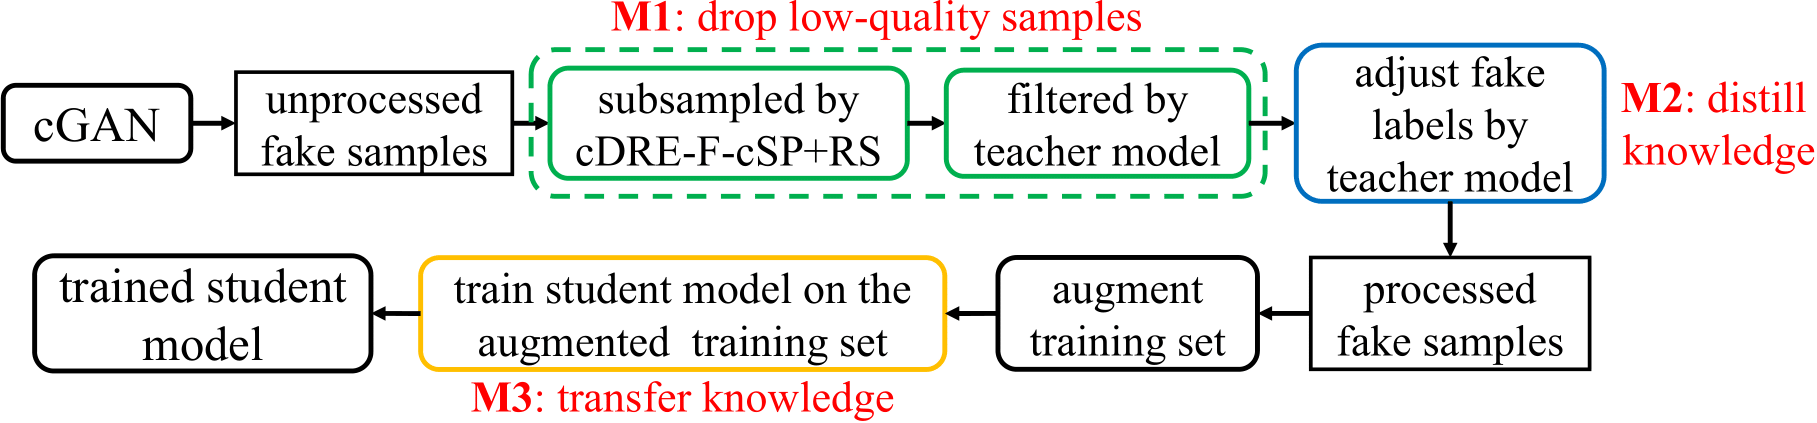 M1: drop low-quality samples
cGAN
unprocessed
fake samples
subsampled by
cDRE-F-cSP+RS
filtered by
teacher model
adjust fake
labels by
teacher model
M2: distill
knowledge
trained student
model
train student model on the
augmented training set
augment
training set
processed
fake samples
M3: transfer knowledge